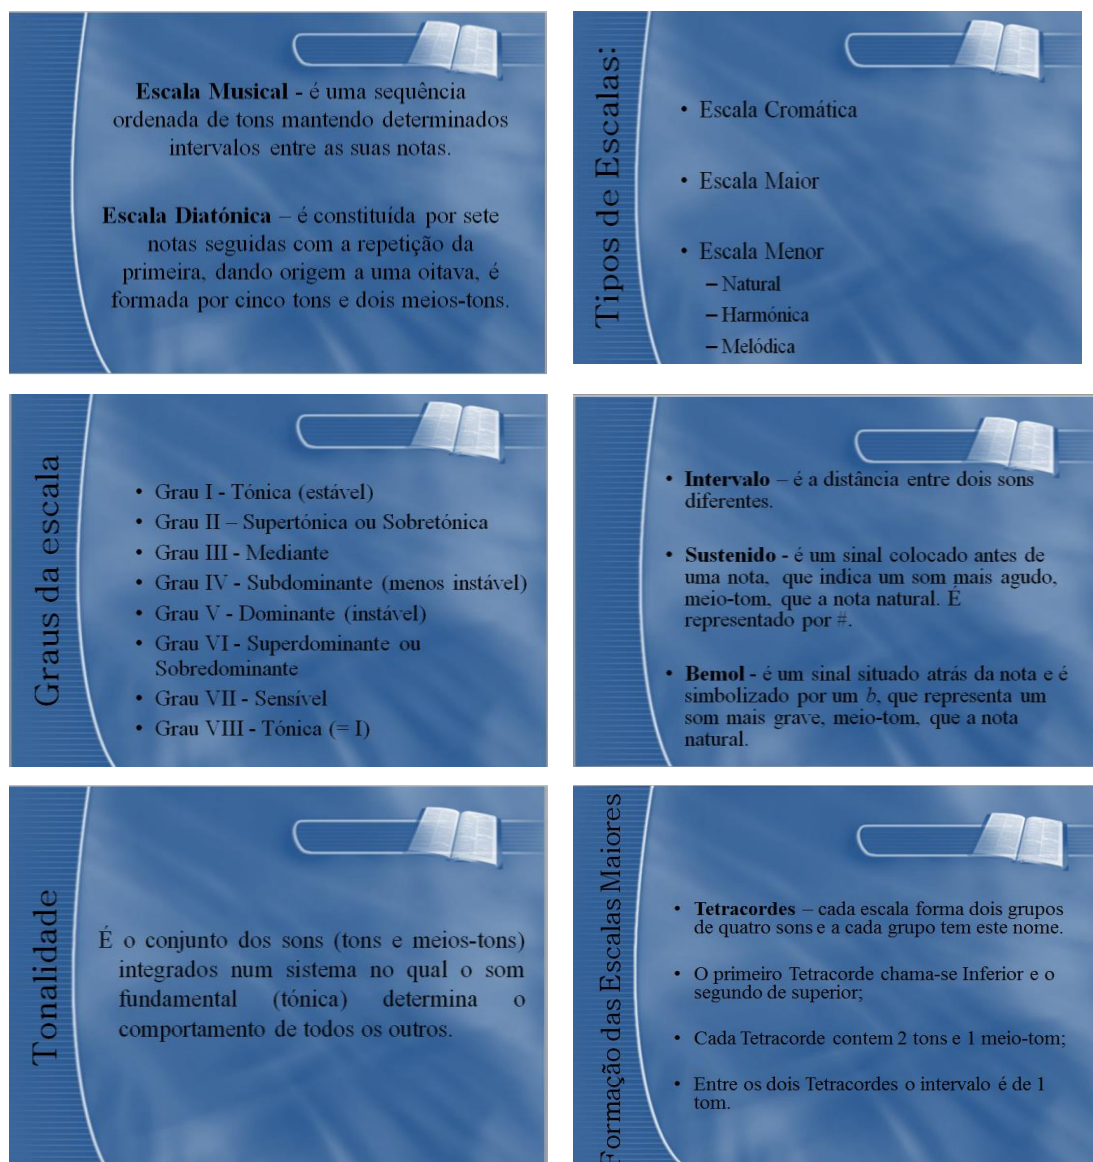 Escala Musical - é uma sequência
ordenada de tons mantendo determinados
intervalos entre as suas notas.
Escala Diatónica – é constituída por sete
notas seguidas com a repetição da
primeira, dando origem a uma oitava, é
formada por cinco tons e dois meios-tons.
Tipos de Escalas:
• Escala Cromática
• Escala Maior
• Escala Menor
– Natural
– Harmónica
– Melódica
Graus da escala
• Grau I - Tónica (estável)
• Grau II – Supertónica ou Sobretónica
• Grau III - Mediante
• Grau IV - Subdominante (menos instável)
• Grau V - Dominante (instável)
• Grau VI - Superdominante ou
Sobredominante
• Grau VII - Sensível
• Grau VIII - Tónica (= I)
• Intervalo – é a distância entre dois sons
diferentes.
• Sustenido - é um sinal colocado antes de
uma nota, que indica um som mais agudo,
meio-tom, que a nota natural. É
representado por #.
• Bemol - é um sinal situado atrás da nota e é
simbolizado por um b, que representa um
som mais grave, meio-tom, que a nota
natural.
Tonalidade
É o conjunto dos sons (tons e meios-tons)
integrados num sistema no qual o som
fundamental (tónica) determina o
comportamento de todos os outros.
Formação das Escalas Maiores
• Tetracordes – cada escala forma dois grupos
de quatro sons e a cada grupo tem este nome.
• O primeiro Tetracorde chama-se Inferior e o
segundo de superior;
• Cada Tetracorde contem 2 tons e 1 meio-tom;
• Entre os dois Tetracordes o intervalo é de 1
tom.